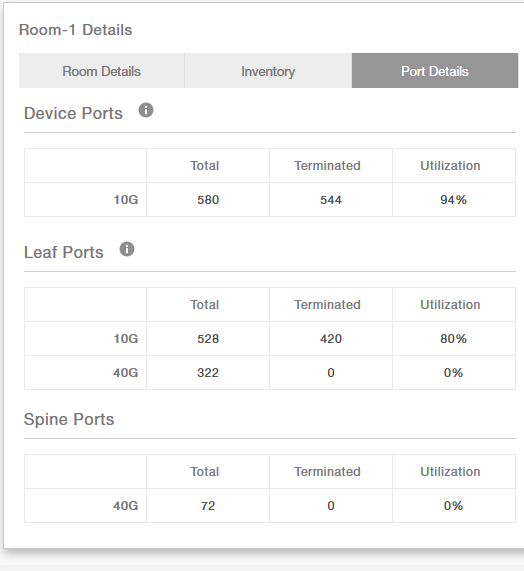 Room-1 Details
Room Details Inventory Port Details
Device Ports i
Total Terminated Utilization
10G 580 544 94%
Leaf Ports i
Total Terminated Utilization
10G 528 420 80%
40G 322 0 0%
Spine Ports
Total Terminated Utilization
40G 72 0 0%